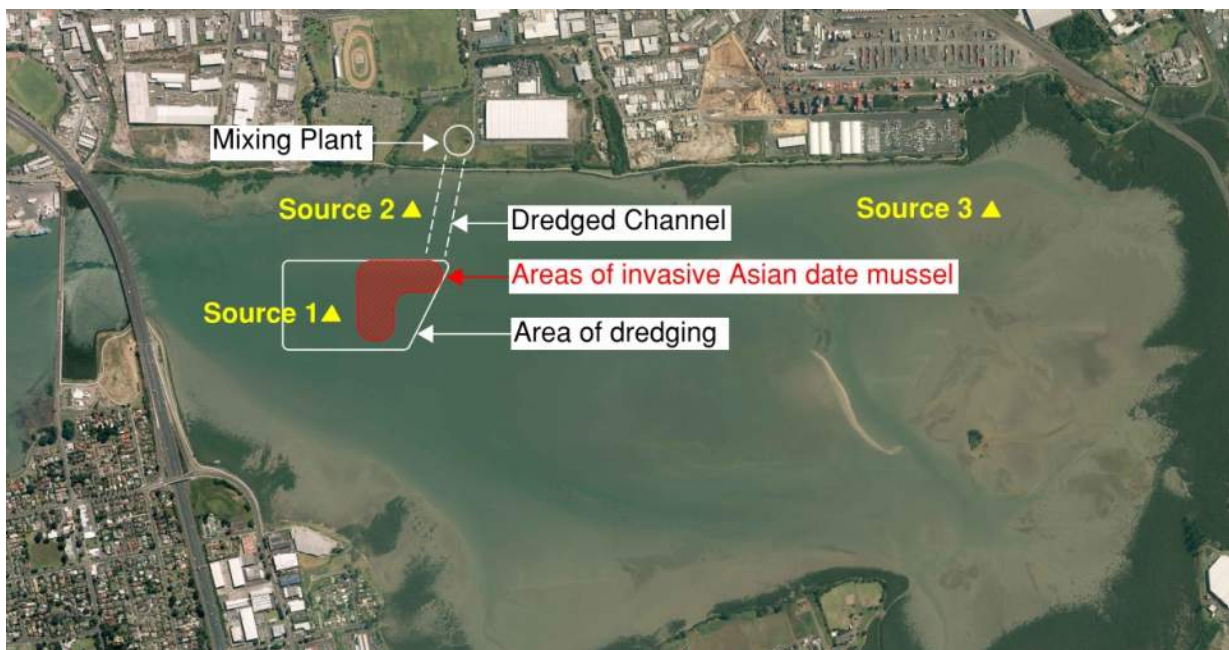 Mixing Plant
Source 2
Source 3
Dredged Channel
Areas of invasive Asian date mussel
Source 1
Area of dredging